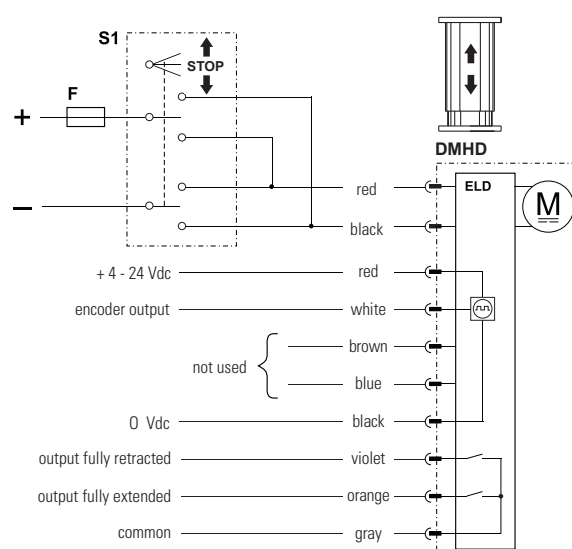 S1
STOP
F
+
–
DMHD
ELD
M
red
black
+ 4 - 24 Vdc red
encoder output white
brown
not used
blue
0 Vdc black
output fully retracted violet
output fully extended orange
common gray